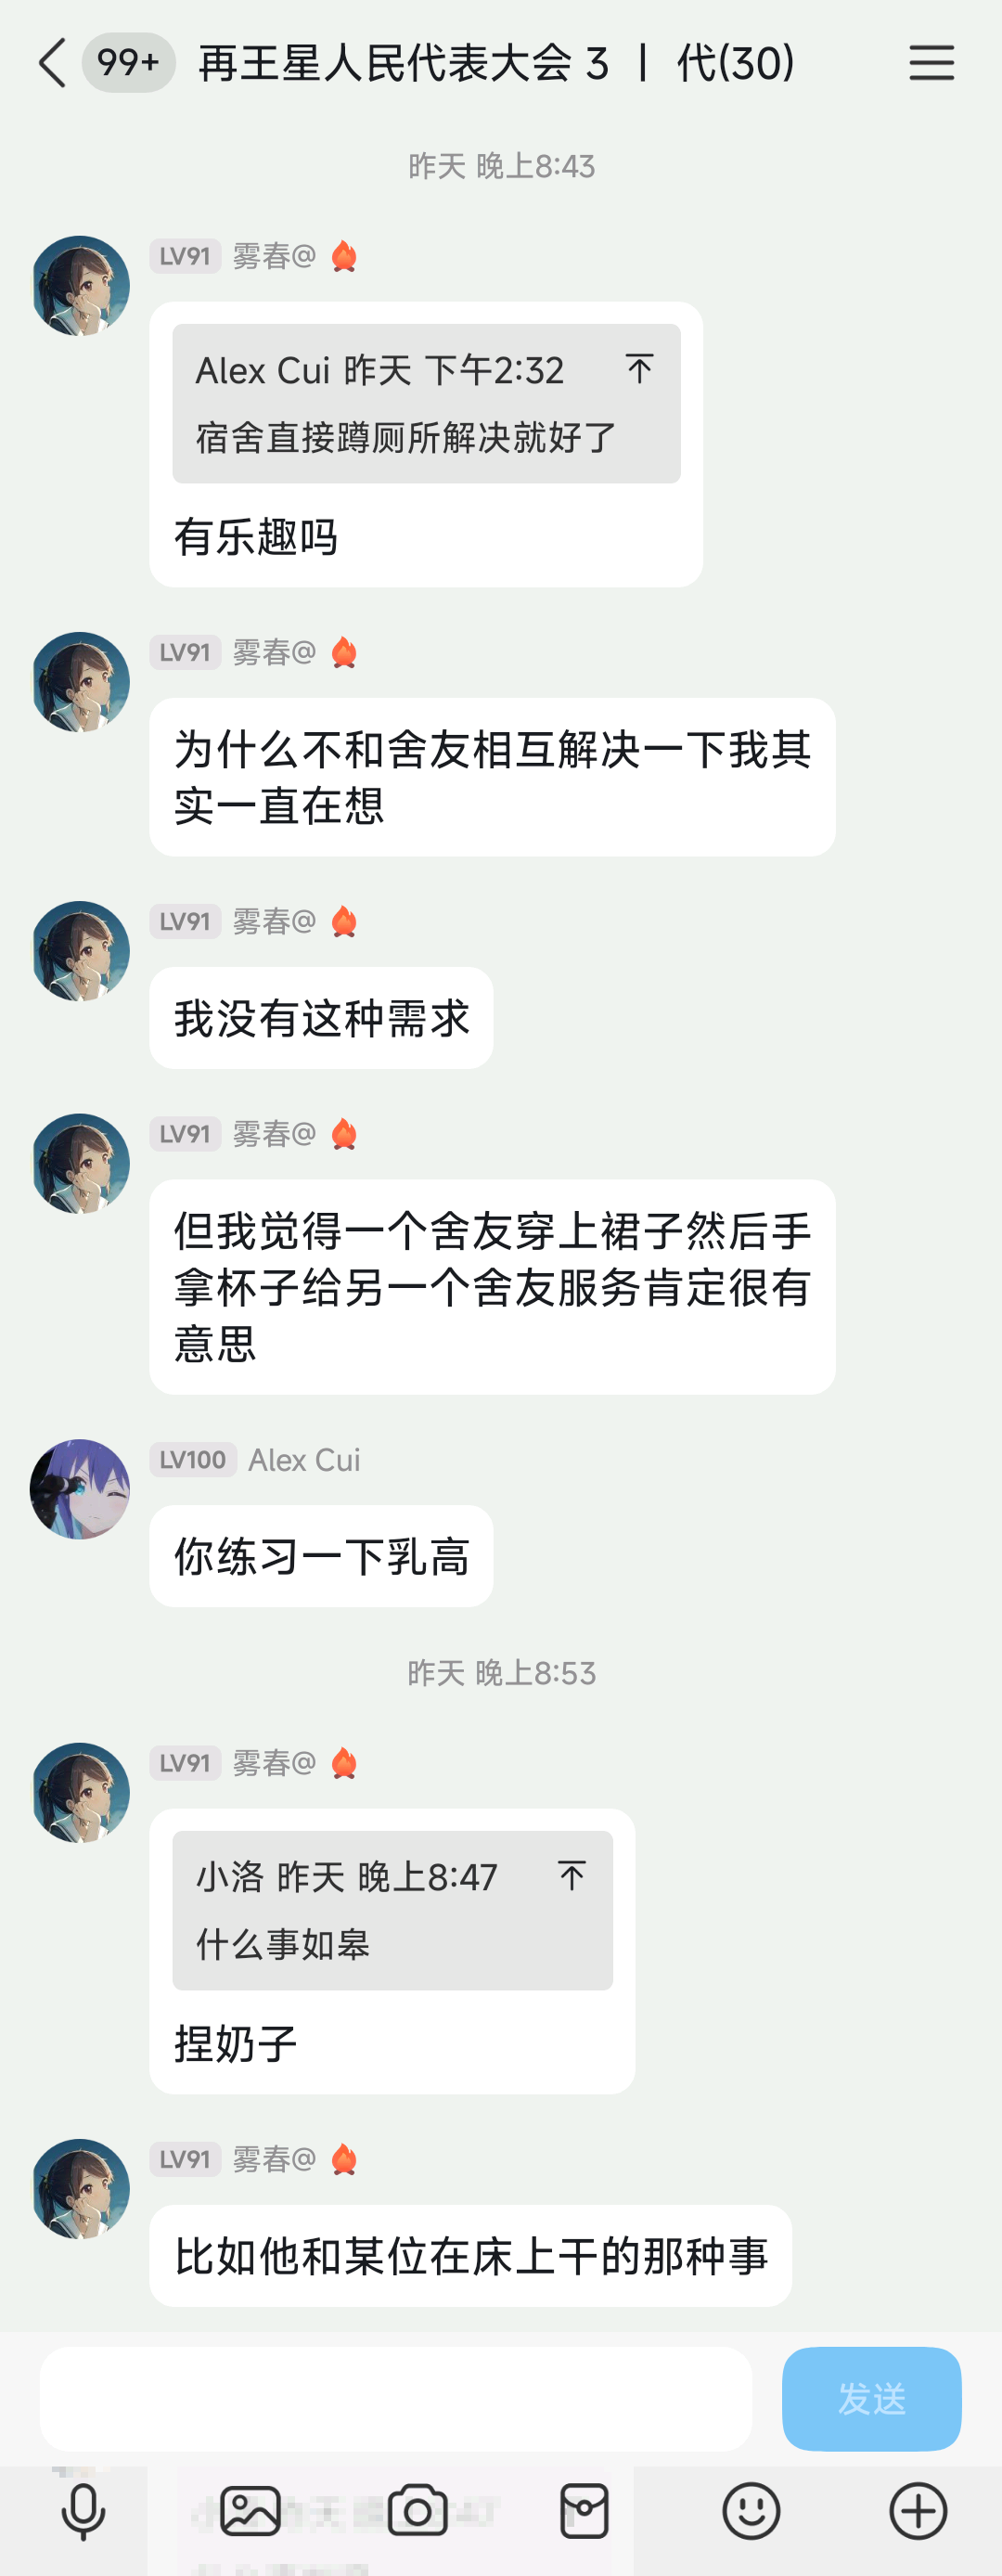 99+ 再王星人民代表大会 3 丨 代(30)
昨天 晚上8:43
LV91 雾春@
Alex Cui 昨天 下午2:32
宿舍直接蹲厕所解决就好了
有乐趣吗
LV91 雾春@
为什么不和舍友相互解决一下我其
实一直在想
LV91 雾春@
我没有这种需求
LV91 雾春@
但我觉得一个舍友穿上裙子然后手
拿杯子给另一个舍友服务肯定很有
意思
LV100 Alex Cui
你练习一下乳高
昨天 晚上8:53
LV91 雾春@
小洛 昨天 晚上8:47
什么事如皋
捏奶子
LV91 雾春@
比如他和某位在床上干的那种事
发送